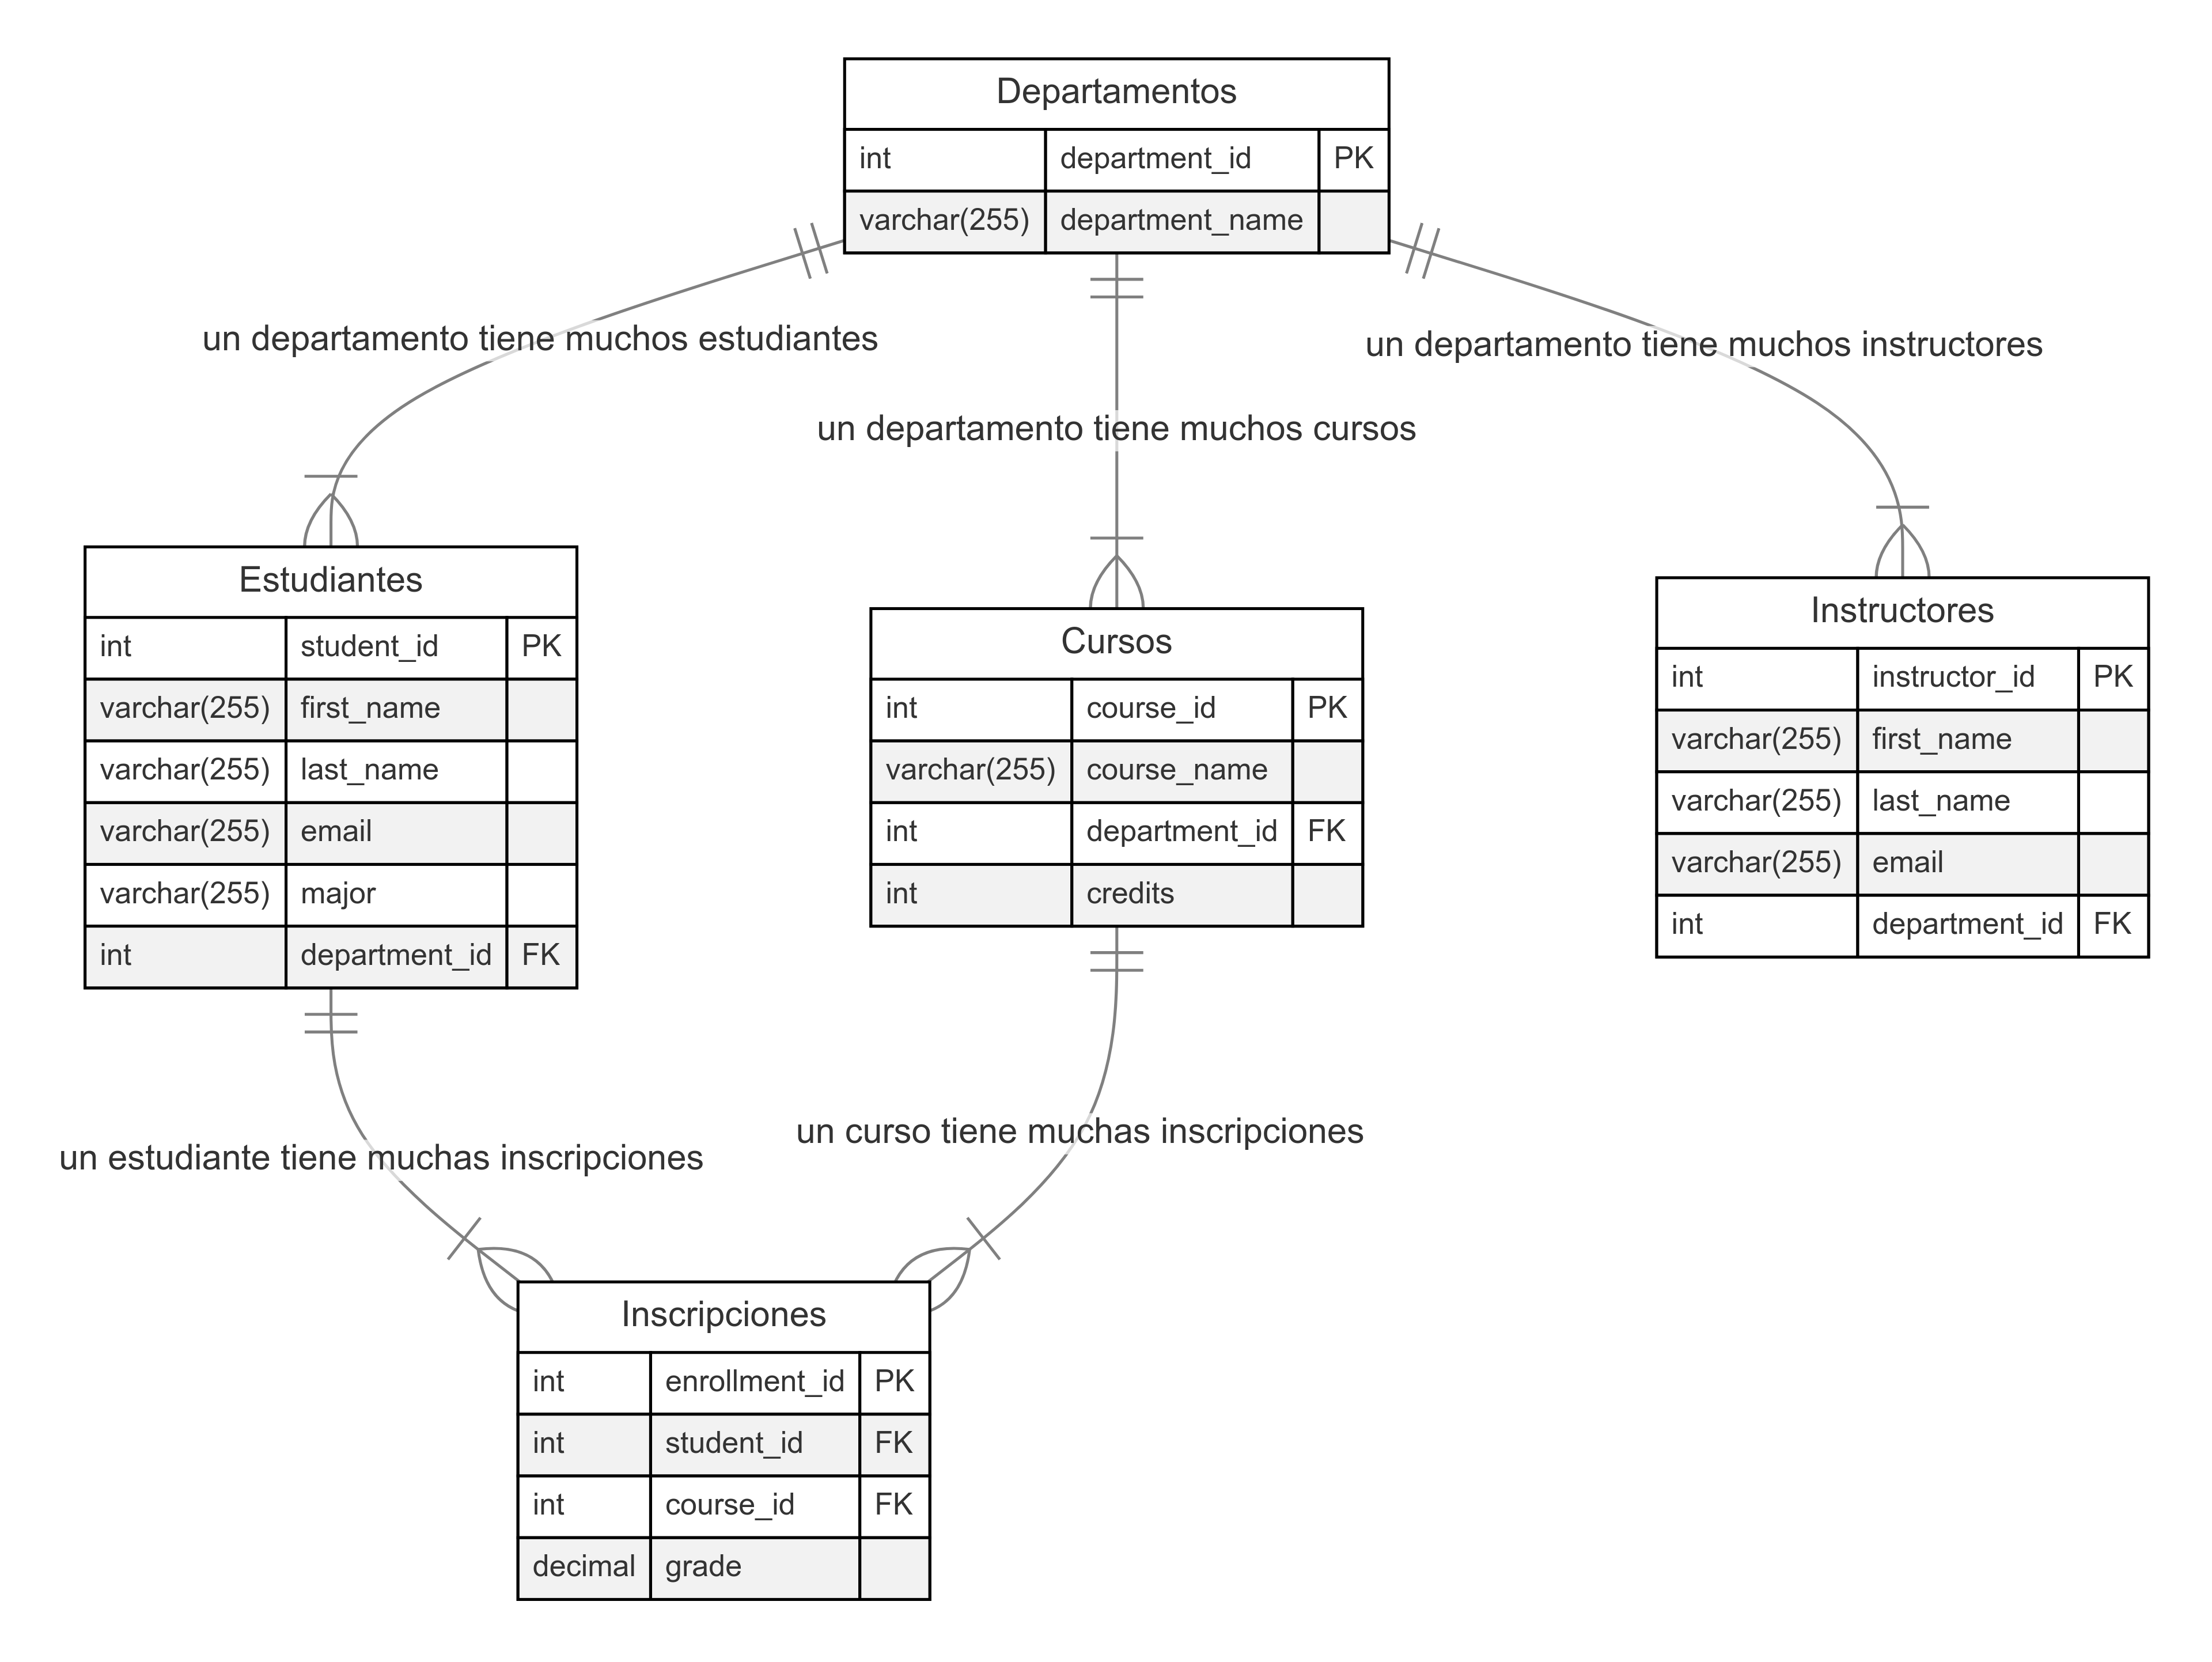 Departamentos
int department_id PK
varchar(255) department_name
un departamento tiene muchos estudiantes
un departamento tiene muchos instructores
un departamento tiene muchos cursos
Estudiantes
int student_id PK
varchar(255) first_name
varchar(255) last_name
varchar(255) email
varchar(255) major
int department_id FK
Cursos
int course_id PK
varchar(255) course_name
int department_id FK
int credits
Instructores
int instructor_id PK
varchar(255) first_name
varchar(255) last_name
varchar(255) email
int department_id FK
un estudiante tiene muchas inscripciones
un curso tiene muchas inscripciones
Inscripciones
int enrollment_id PK
int student_id FK
int course_id FK
decimal grade